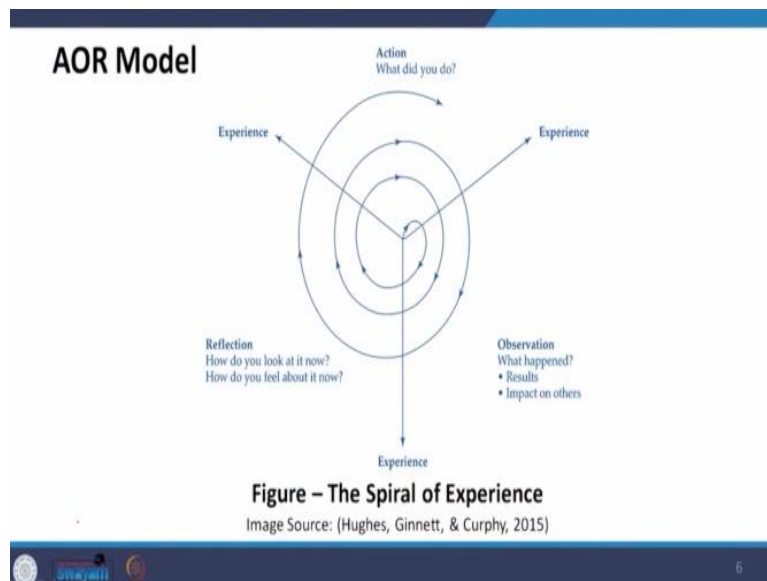 AOR Model
Action
What did you do?
Experience
Experience
Reflection
How do you look at it now?
How do you feel about it now?
Observation
What happened?
• Results
• Impact on others
Experience
Figure – The Spiral of Experience
Image Source: (Hughes, Ginnett, & Curphy, 2015)
swayam
6